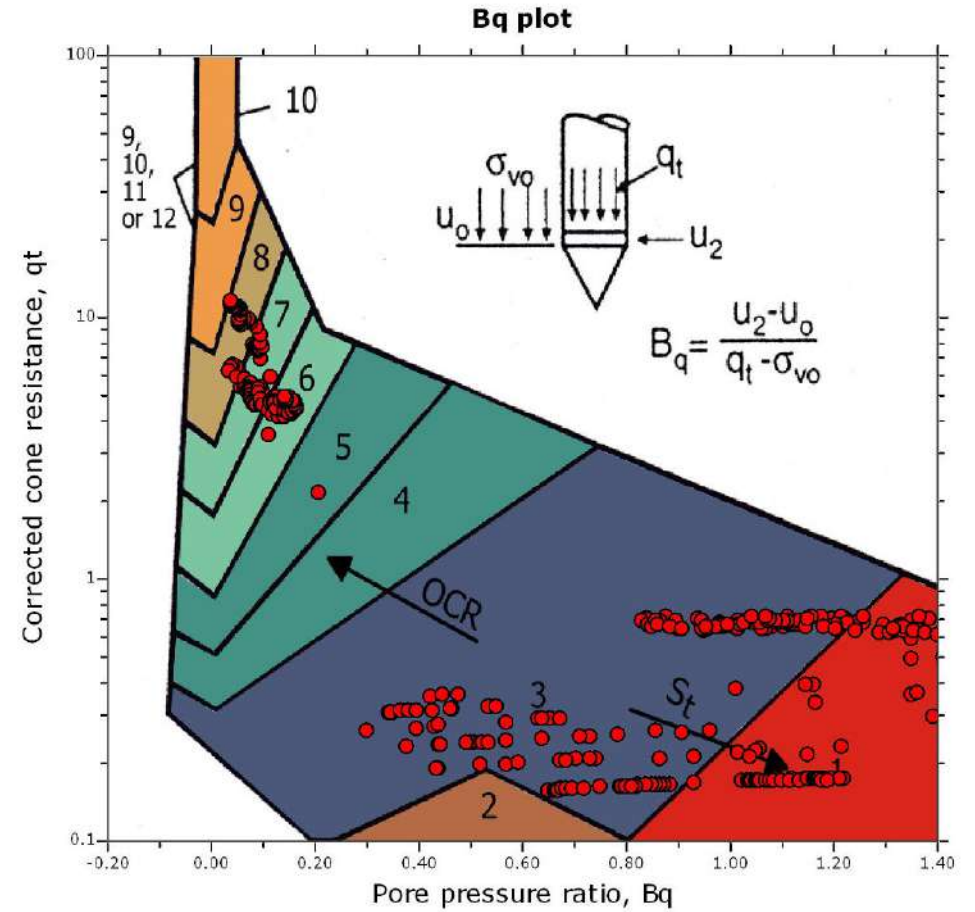 Bq plot
Corrected cone resistance, qt
100
10
1
0.1
-0.20
0.00
0.20
0.40
0.60
0.80
1.00
1.20
1.40
Pore pressure ratio, Bq
9,
10,
11
or 12
10
9
8
7
6
5
4
3
2
1
OCR
St
σvo
uo
qt
u2
Bq= u2-uo
qt-σvo